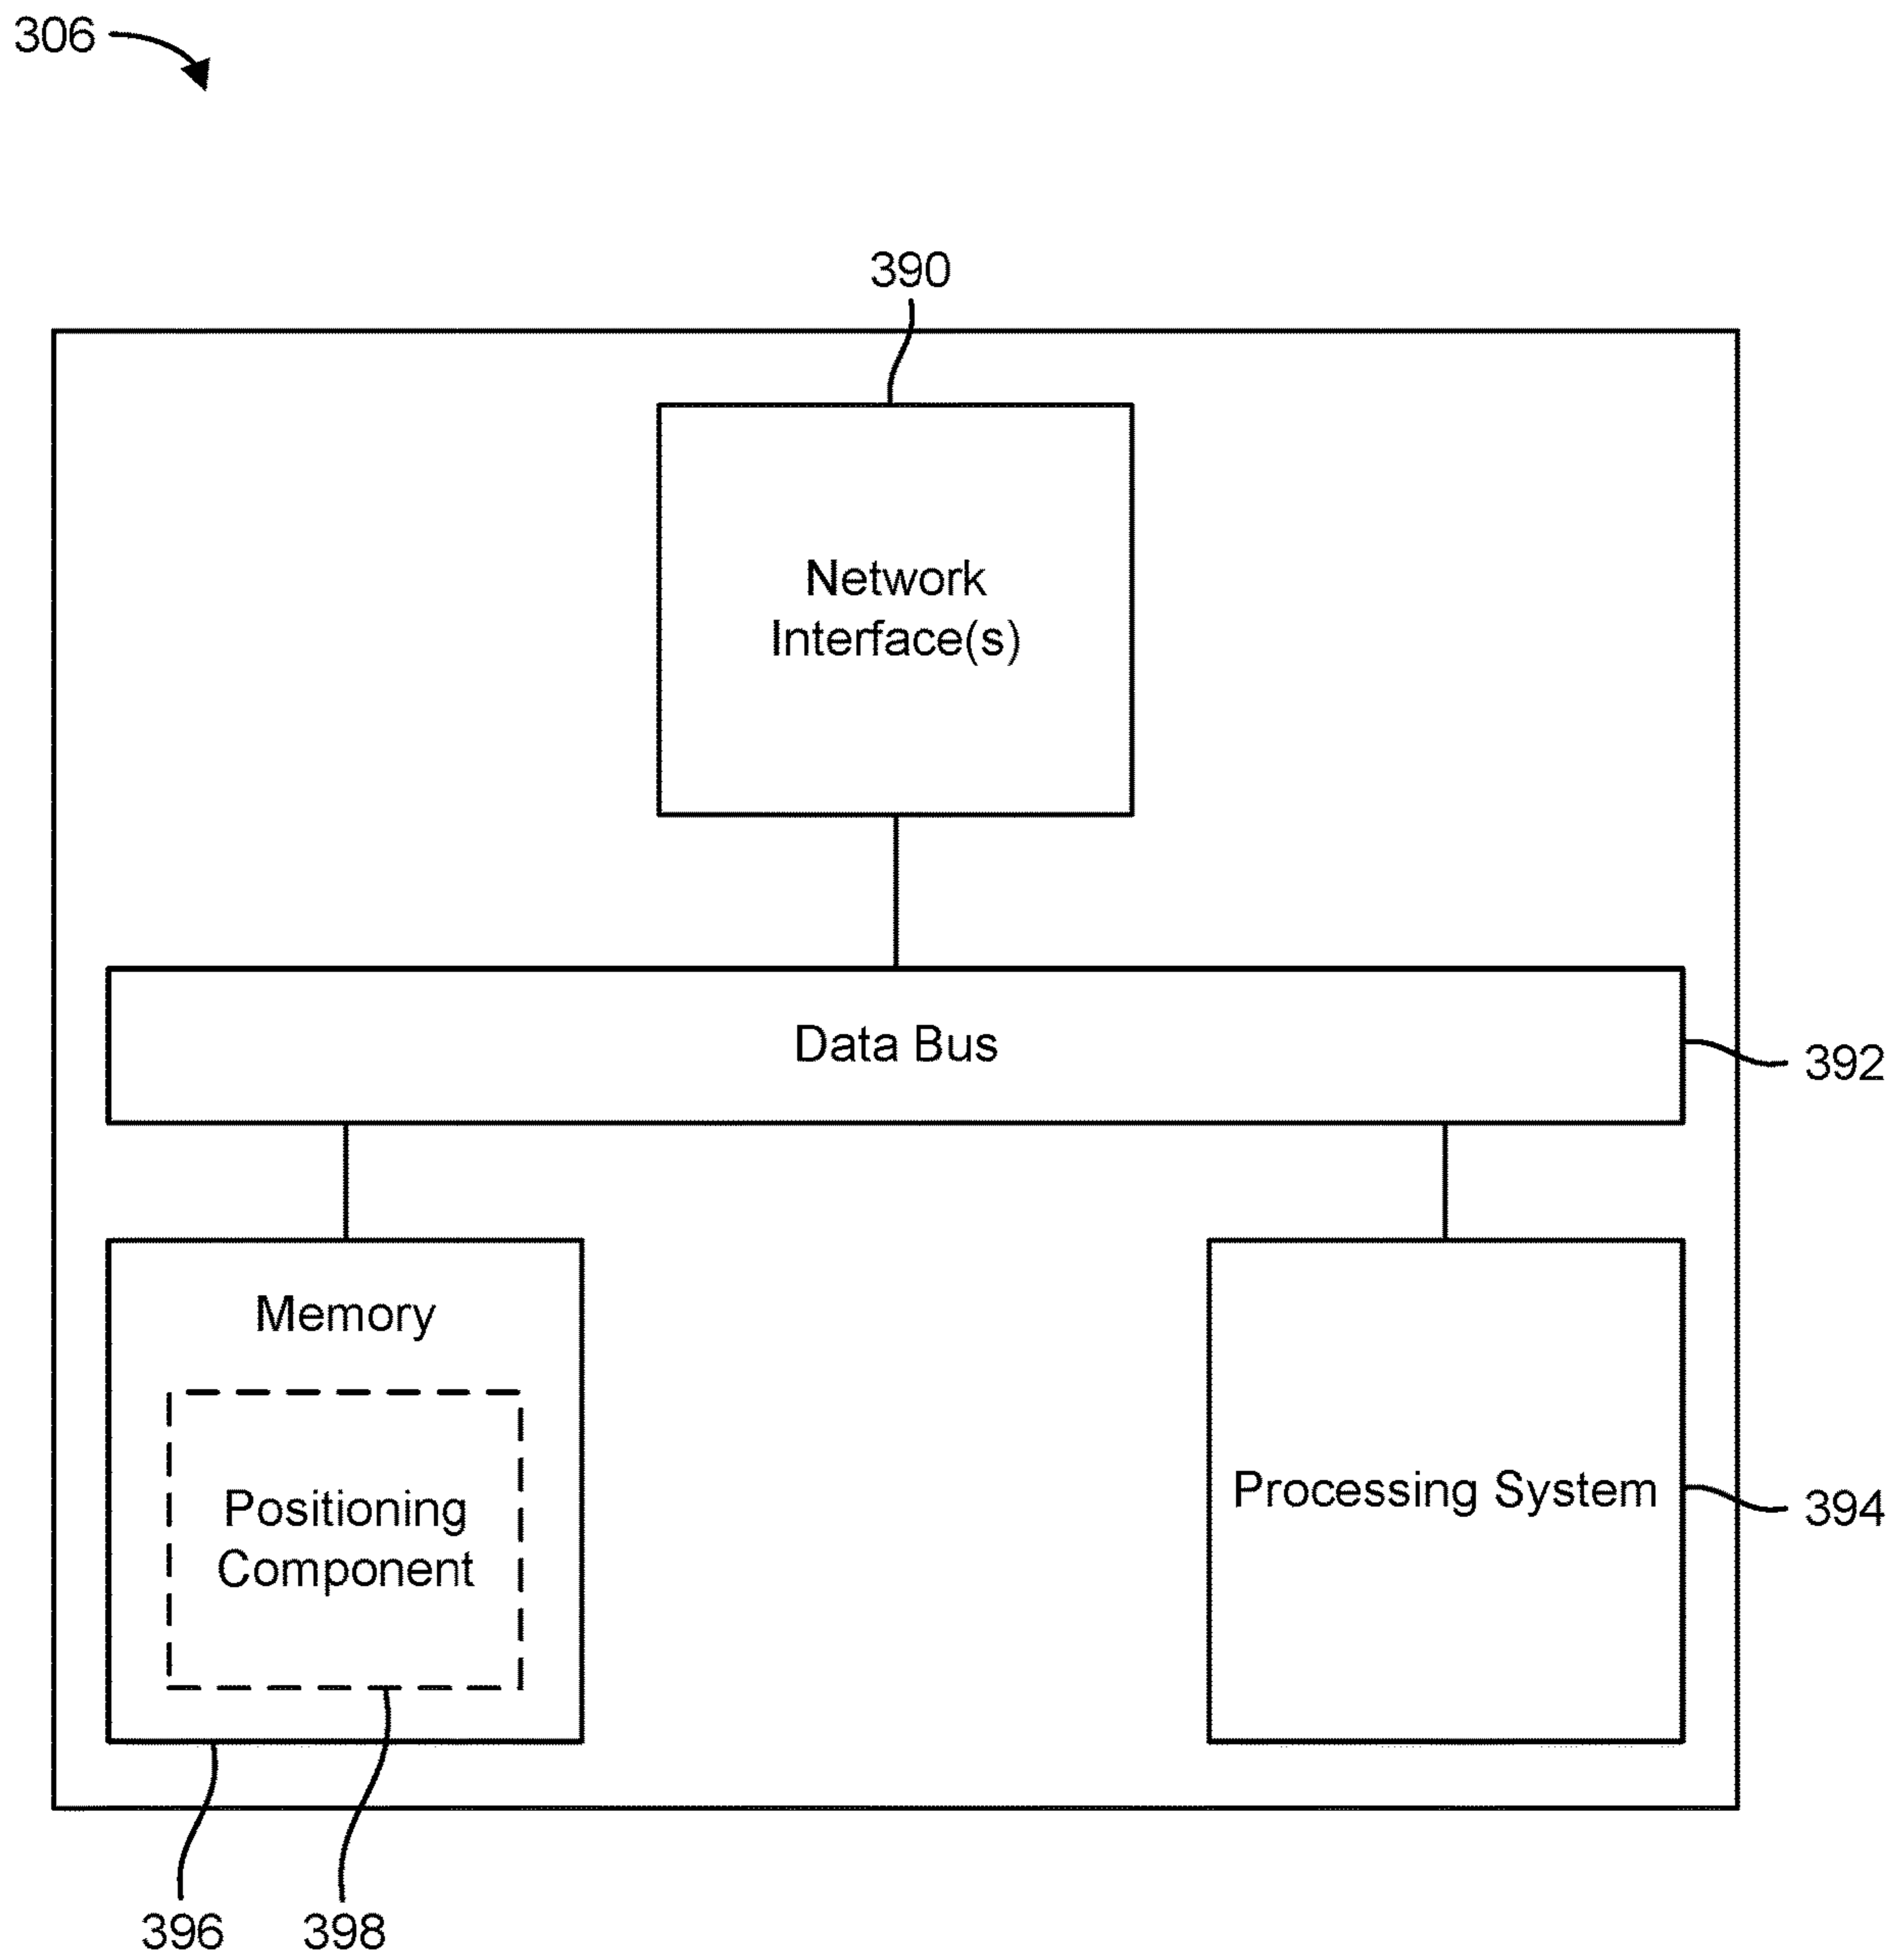 306
390
Network
Interface(s)
Data Bus
392
Memory
Positioning
Component
Processing System
394
396
398